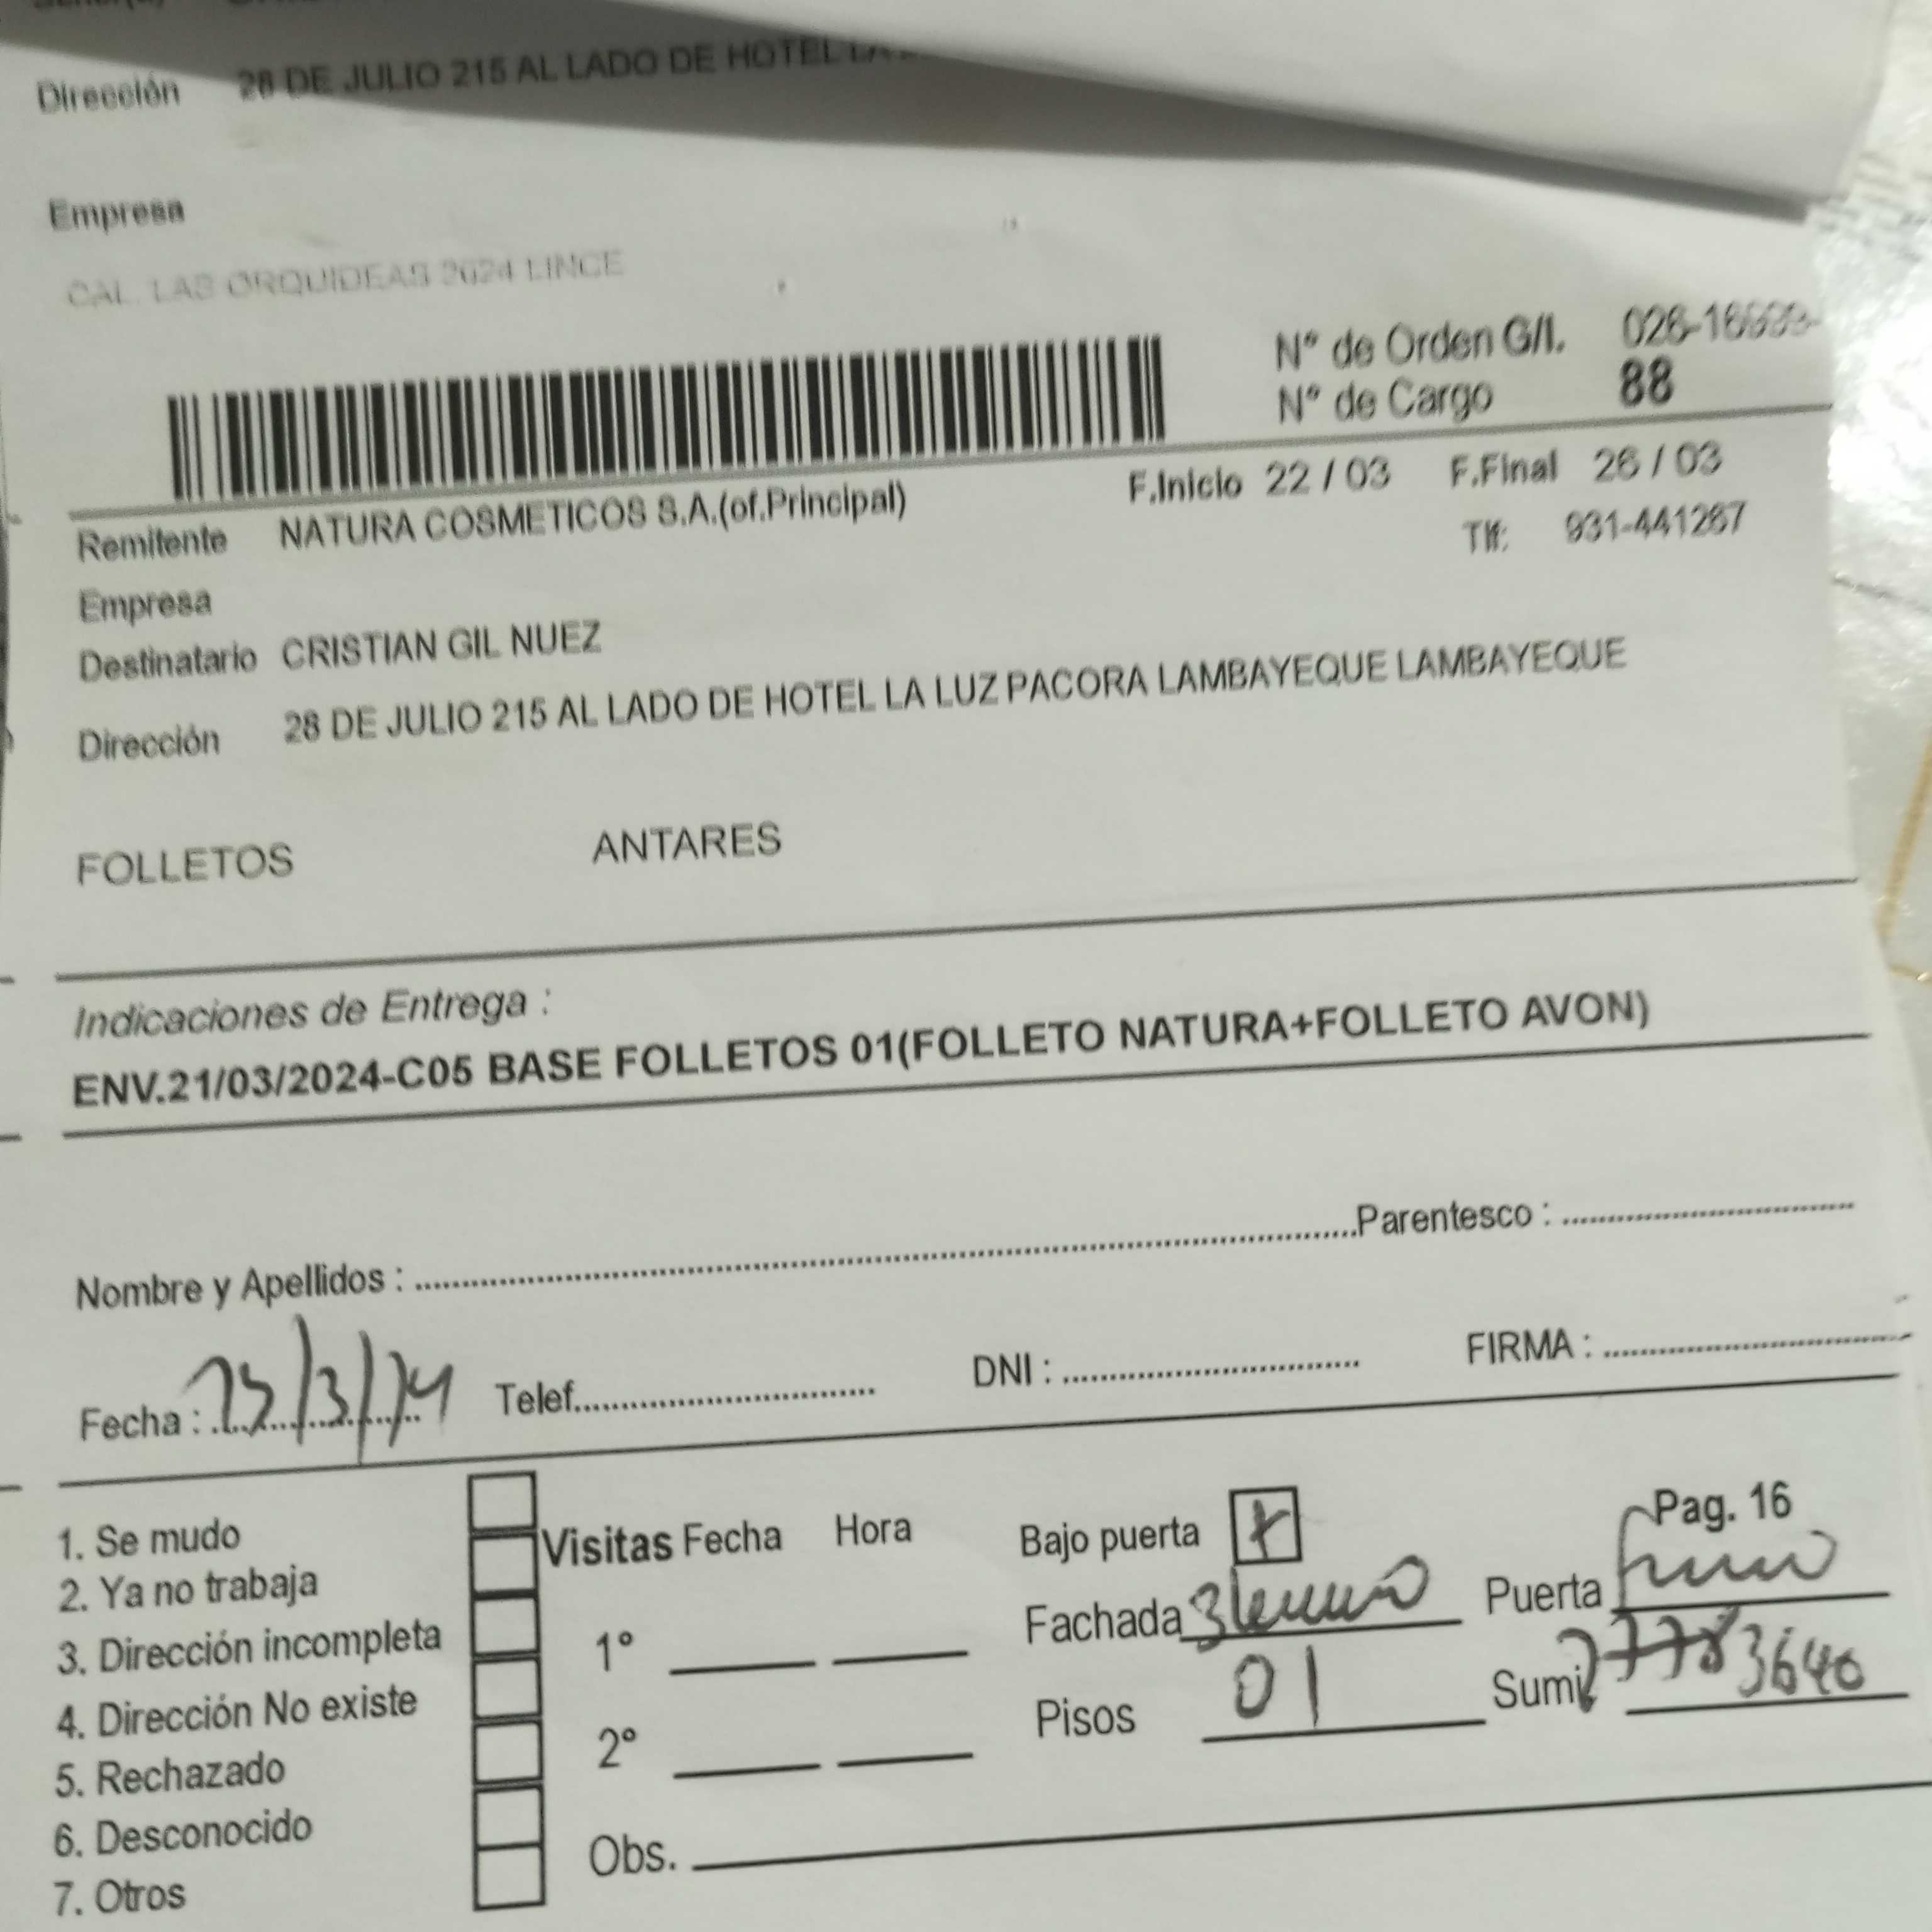 Dirección 28 DE JULIO 215 AL LADO DE HOTEL LA
Empresa
CAL. LAS ORQUIDEAS 2624 LINCE
N° de Orden G/I.
N° de Cargo 88
F.Inicio 22 / 03 F.Final 26 / 03
Remitente NATURA COSMETICOS S.A.(of.Principal)
Tlf: 931-441267
Empresa
Destinatario CRISTIAN GIL NUEZ
Dirección 28 DE JULIO 215 AL LADO DE HOTEL LA LUZ PACORA LAMBAYEQUE LAMBAYEQUE
FOLLETOS ANTARES
Indicaciones de Entrega :
ENV.21/03/2024-C05 BASE FOLLETOS 01(FOLLETO NATURA+FOLLETO AVON)
Nombre y Apellidos : Parentesco :
Fecha : 25/3/24 Telef. DNI : FIRMA :
Pag. 16
1. Se mudo
2. Ya no trabaja
3. Dirección incompleta
4. Dirección No existe
5. Rechazado
6. Desconocido
7. Otros
Visitas Fecha Hora
1°
2°
Obs.
Bajo puerta x
Fachada Puerta
Pisos 01 Sumi 3640